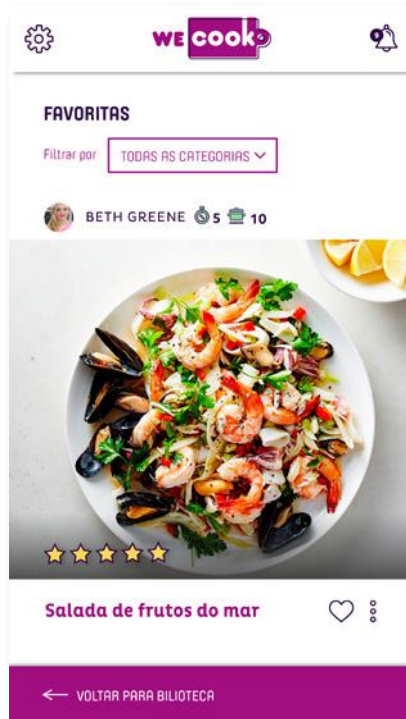 WE COOK
FAVORITAS
Filtrar por TODAS AS CATEGORIAS
BETH GREENE 5 10
Salada de frutos do mar
VOLTAR PARA BILIOTECA